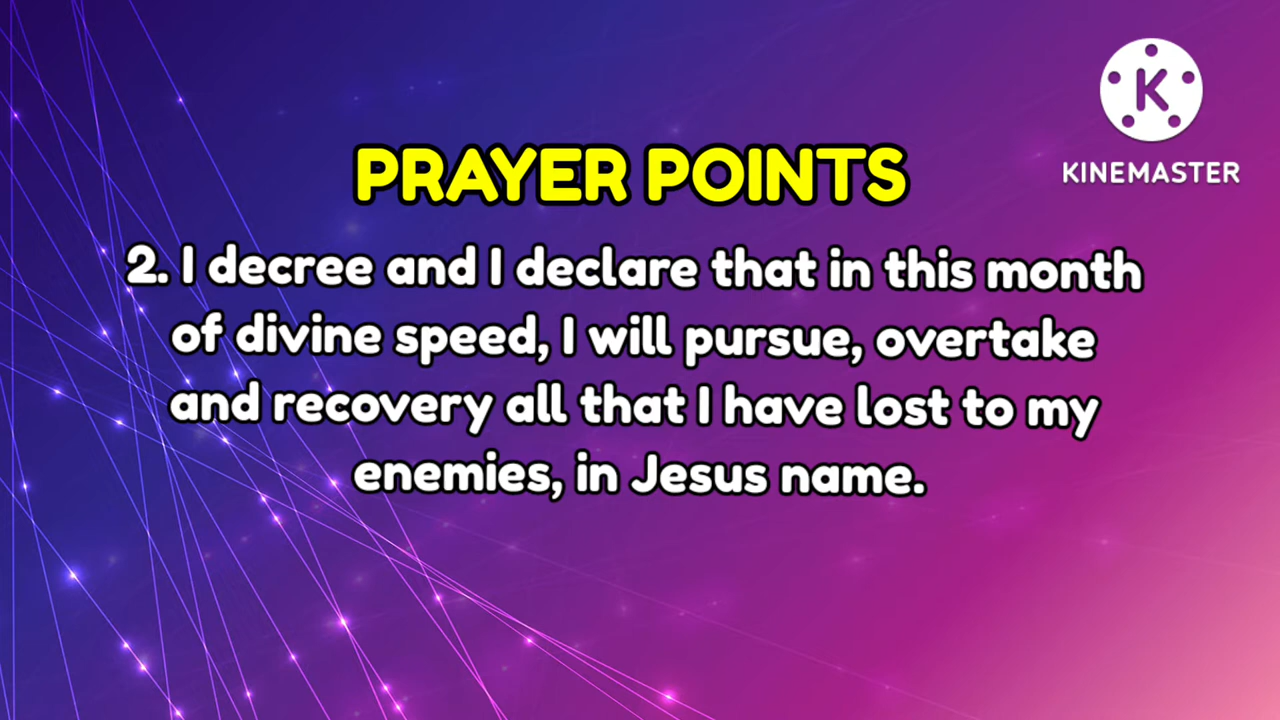 K
KINEMASTER
PRAYER POINTS
2. I decree and I declare that in this month
of divine speed, I will pursue, overtake
and recovery all that I have lost to my
enemies, in Jesus name.